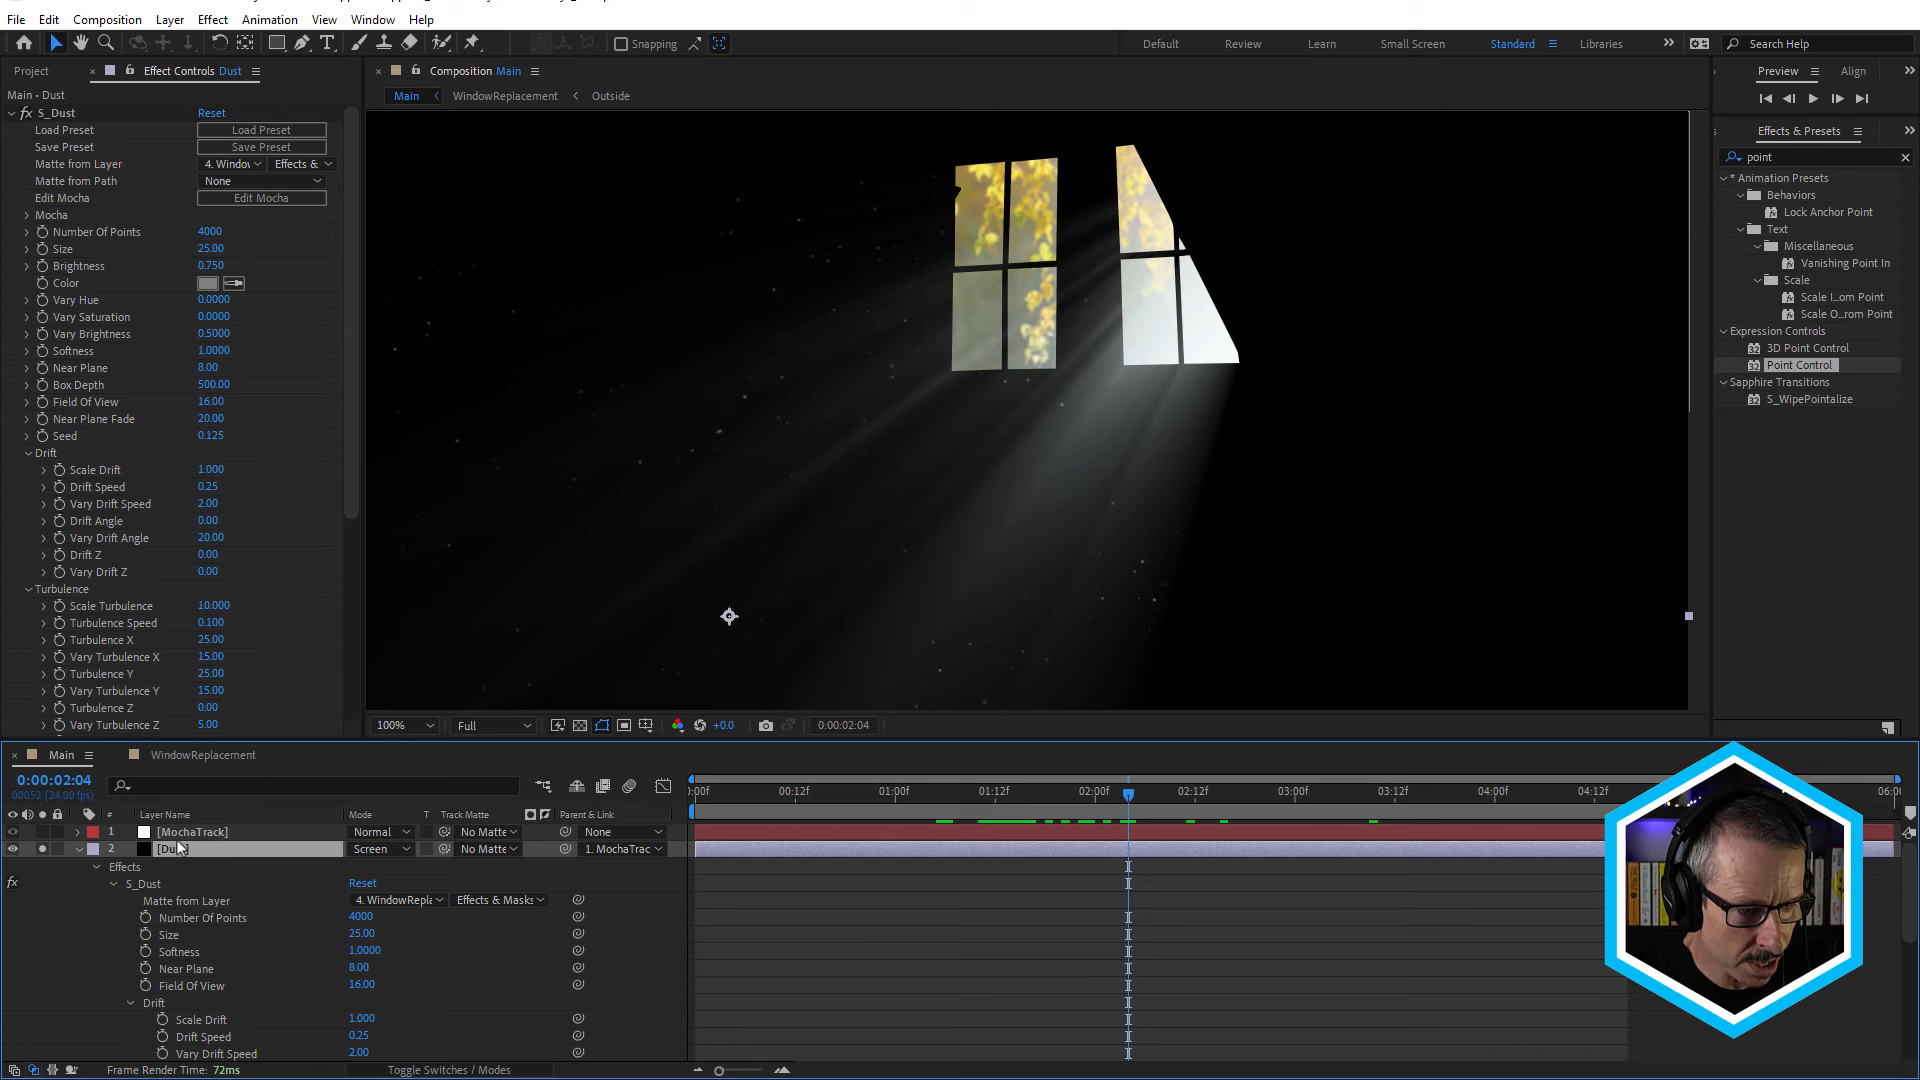 File Edit Composition Layer Effect Animation View Window Help
Snapping
Default Review Learn Small Screen Standard Libraries Search Help
Project Effect Controls Dust
Composition Main
Preview Align
Main • Dust
Main WindowReplacement Outside
S_Dust Reset
Load Preset Load Preset
Save Preset Save Preset
Matte from Layer 4. Windov Effects &
Matte from Path None
Edit Mocha Edit Mocha
Mocha
Number Of Points 4000
Size 25.00
Brightness 0.750
Color
Vary Hue 0.0000
Vary Saturation 0.0000
Vary Brightness 0.5000
Softness 1.0000
Near Plane 8.00
Box Depth 500.00
Field Of View 16.00
Near Plane Fade 20.00
Seed 0.125
Drift
Scale Drift 1.000
Drift Speed 0.25
Vary Drift Speed 2.00
Drift Angle 0.00
Vary Drift Angle 20.00
Drift Z 0.00
Vary Drift Z 0.00
Turbulence
Scale Turbulence 10.000
Turbulence Speed 0.100
Turbulence X 25.00
Vary Turbulence X 15.00
Turbulence Y 25.00
Vary Turbulence Y 15.00
Turbulence Z 0.00
Vary Turbulence Z 5.00
Effects & Presets
point
* Animation Presets
Behaviors
Lock Anchor Point
Text
Miscellaneous
Vanishing Point In
Scale
Scale I...om Point
Scale O...rom Point
Expression Controls
3D Point Control
Point Control
Sapphire Transitions
S_WipePointalize
100% Full +0.0 0:00:02:04
Main WindowReplacement
0:00:02:04
00052 (24.00 fps)
:00f 00:12f 01:00f 01:12f 02:00f 02:12f 03:00f 03:12f 04:00f 04:12f 06:00
# Layer Name Mode T Track Matte Parent & Link
1 [MochaTrack] Normal No Matte None
2 Screen No Matte 1. MochaTrac
Effects
S_Dust Reset
Matte from Layer 4. WindowRepla Effects & Masks
Number Of Points 4000
Size 25.00
Softness 1.0000
Near Plane 8.00
Field Of View 16.00
Drift
Scale Drift 1.000
Drift Speed 0.25
Vary Drift Speed 2.00
Frame Render Time: 72ms Toggle Switches / Modes